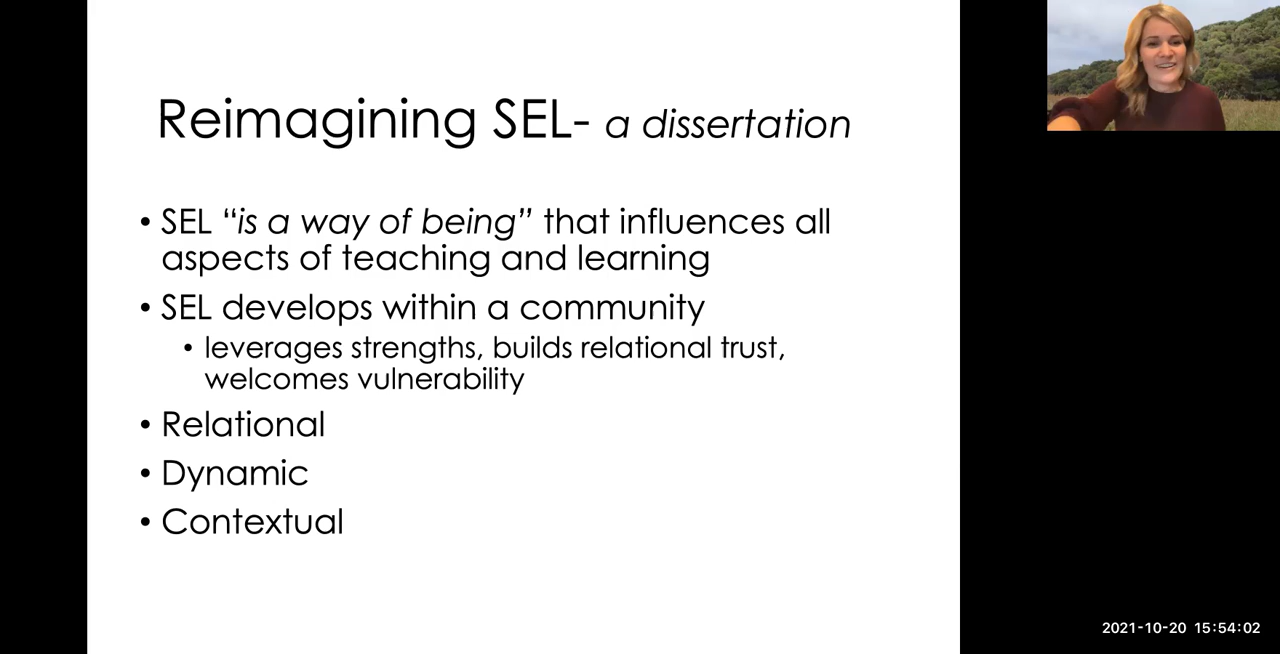 Reimagining SEL- a dissertation
• SEL “is a way of being” that influences all
aspects of teaching and learning
• SEL develops within a community
• leverages strengths, builds relational trust,
welcomes vulnerability
• Relational
• Dynamic
• Contextual
2021-10-20 15:54:02